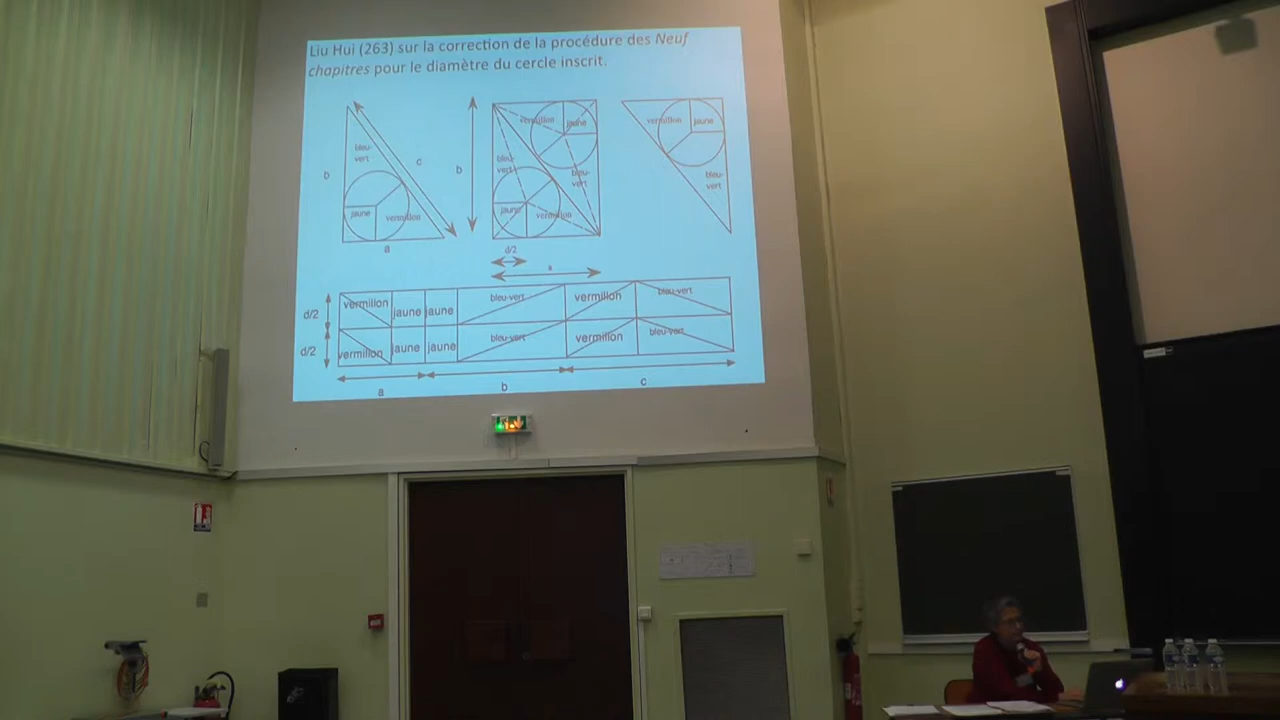 Liu Hui (263) sur la correction de la procédure des Neuf
chapitres pour le diamètre du cercle inscrit.
b
bleu-
vert
c
jaune
vermillon
a
b
vermillon
jaune
bleu-
vert
bleu-
vert
jaune
vermillon
d/2
a
vermillon
jaune
bleu-
vert
d/2
vermillon
jaune
jaune
bleu-vert
vermillon
bleu-vert
d/2
vermillon
jaune
jaune
bleu-vert
vermillon
bleu-vert
a
b
c